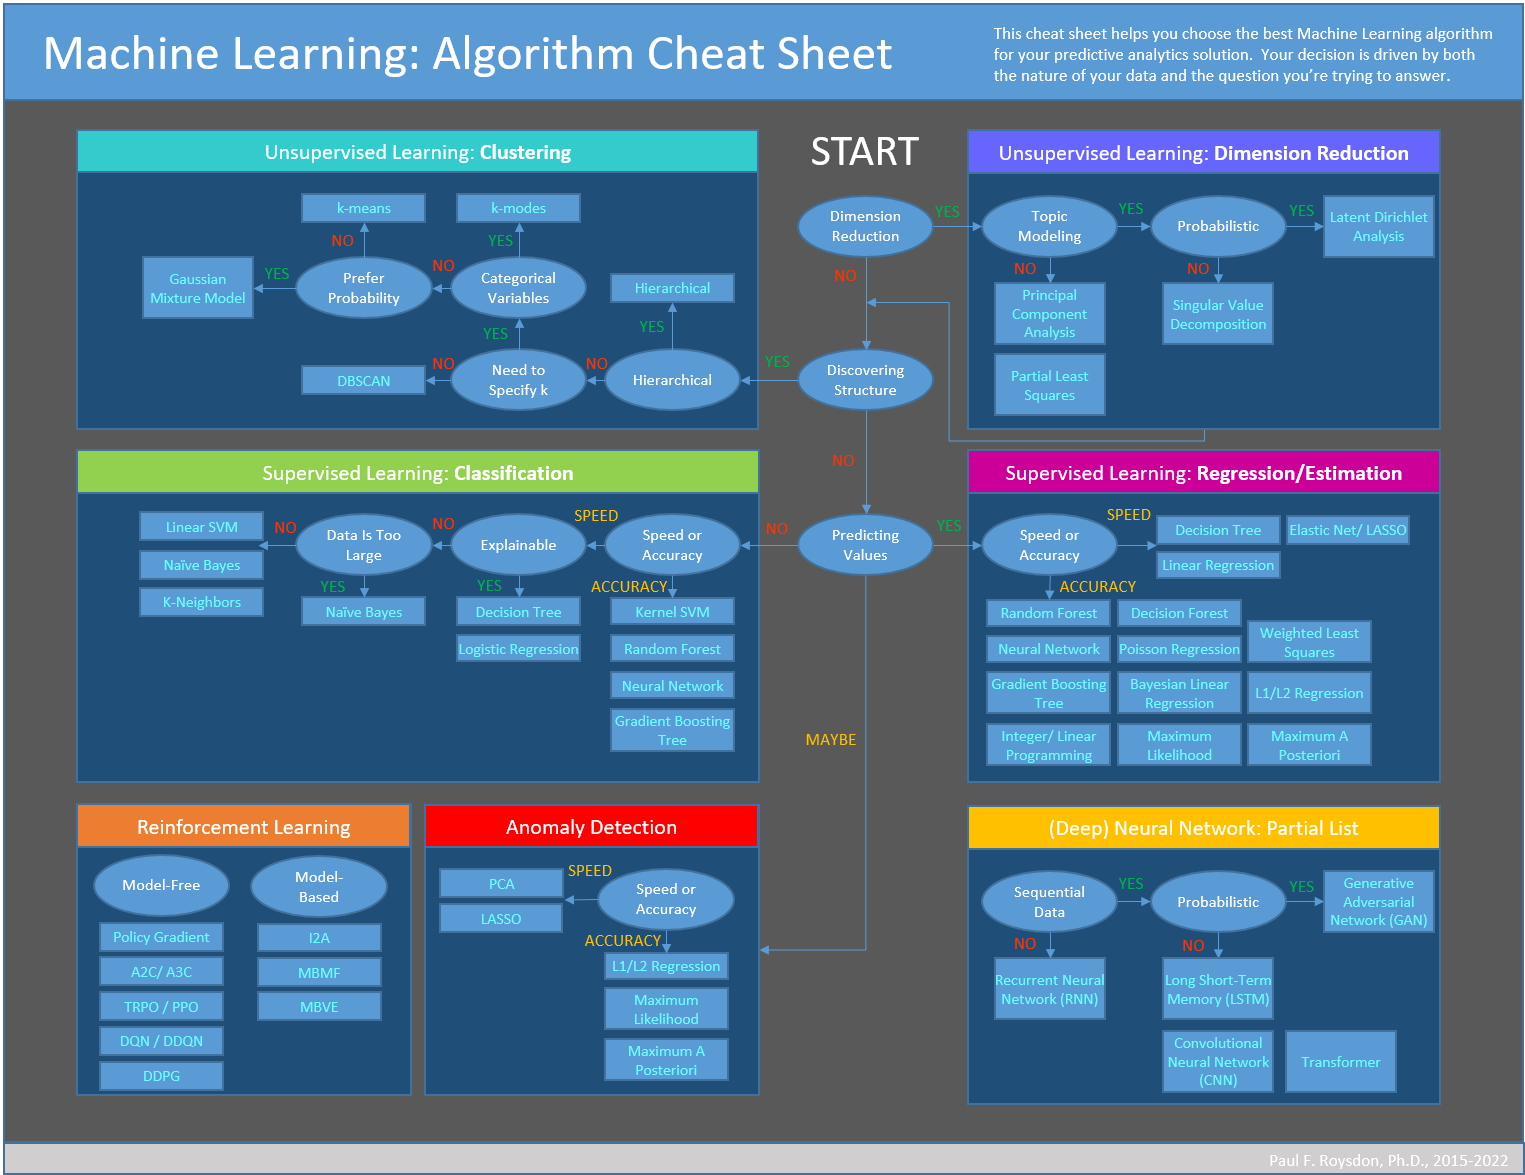 Machine Learning: Algorithm Cheat Sheet
This cheat sheet helps you choose the best Machine Learning algorithm
for your predictive analytics solution.  Your decision is driven by both
the nature of your data and the question you're trying to answer.
START
Unsupervised Learning: Clustering
k-means
k-modes
NO
YES
Gaussian
Mixture Model
YES
Prefer
Probability
NO
Categorical
Variables
Hierarchical
YES
YES
DBSCAN
NO
Need to
Specify k
NO
Hierarchical
YES
Dimension
Reduction
YES
NO
Discovering
Structure
NO
Unsupervised Learning: Dimension Reduction
Topic
Modeling
YES
Probabilistic
YES
Latent Dirichlet
Analysis
NO
NO
Principal
Component
Analysis
Singular Value
Decomposition
Partial Least
Squares
Supervised Learning: Classification
Linear SVM
Naïve Bayes
K-Neighbors
NO
Data Is Too
Large
NO
Explainable
SPEED
Speed or
Accuracy
NO
Predicting
Values
YES
YES
YES
ACCURACY
Naïve Bayes
Decision Tree
Logistic Regression
Kernel SVM
Random Forest
Neural Network
Gradient Boosting
Tree
MAYBE
Supervised Learning: Regression/Estimation
Speed or
Accuracy
SPEED
Decision Tree
Elastic Net/ LASSO
Linear Regression
ACCURACY
Random Forest
Decision Forest
Weighted Least
Squares
Neural Network
Poisson Regression
Gradient Boosting
Tree
Bayesian Linear
Regression
L1/L2 Regression
Integer/ Linear
Programming
Maximum
Likelihood
Maximum A
Posteriori
Reinforcement Learning
Model-Free
Model-
Based
Policy Gradient
A2C/ A3C
TRPO / PPO
DQN / DDQN
DDPG
I2A
MBMF
MBVE
Anomaly Detection
PCA
LASSO
SPEED
Speed or
Accuracy
ACCURACY
L1/L2 Regression
Maximum
Likelihood
Maximum A
Posteriori
(Deep) Neural Network: Partial List
Sequential
Data
YES
Probabilistic
YES
Generative
Adversarial
Network (GAN)
NO
NO
Recurrent Neural
Network (RNN)
Long Short-Term
Memory (LSTM)
Convolutional
Neural Network
(CNN)
Transformer
Paul F. Roysdon, Ph.D., 2015-2022